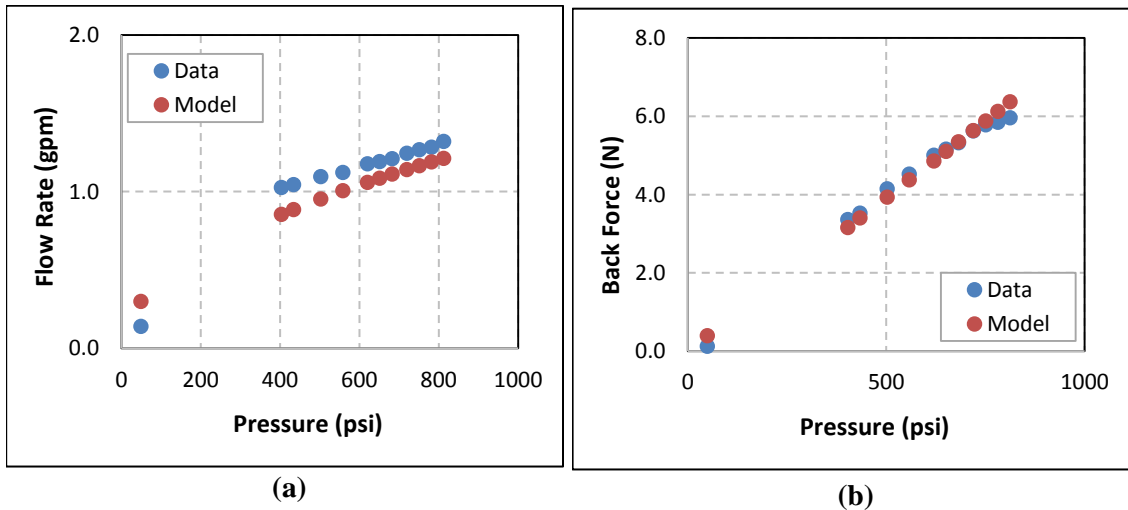 2.0
1.0
0.0
Flow Rate (gpm)
Data
Model
0
200
400
600
800
1000
Pressure (psi)
(a)
8.0
6.0
4.0
2.0
0.0
Back Force (N)
Data
Model
0
500
1000
Pressure (psi)
(b)